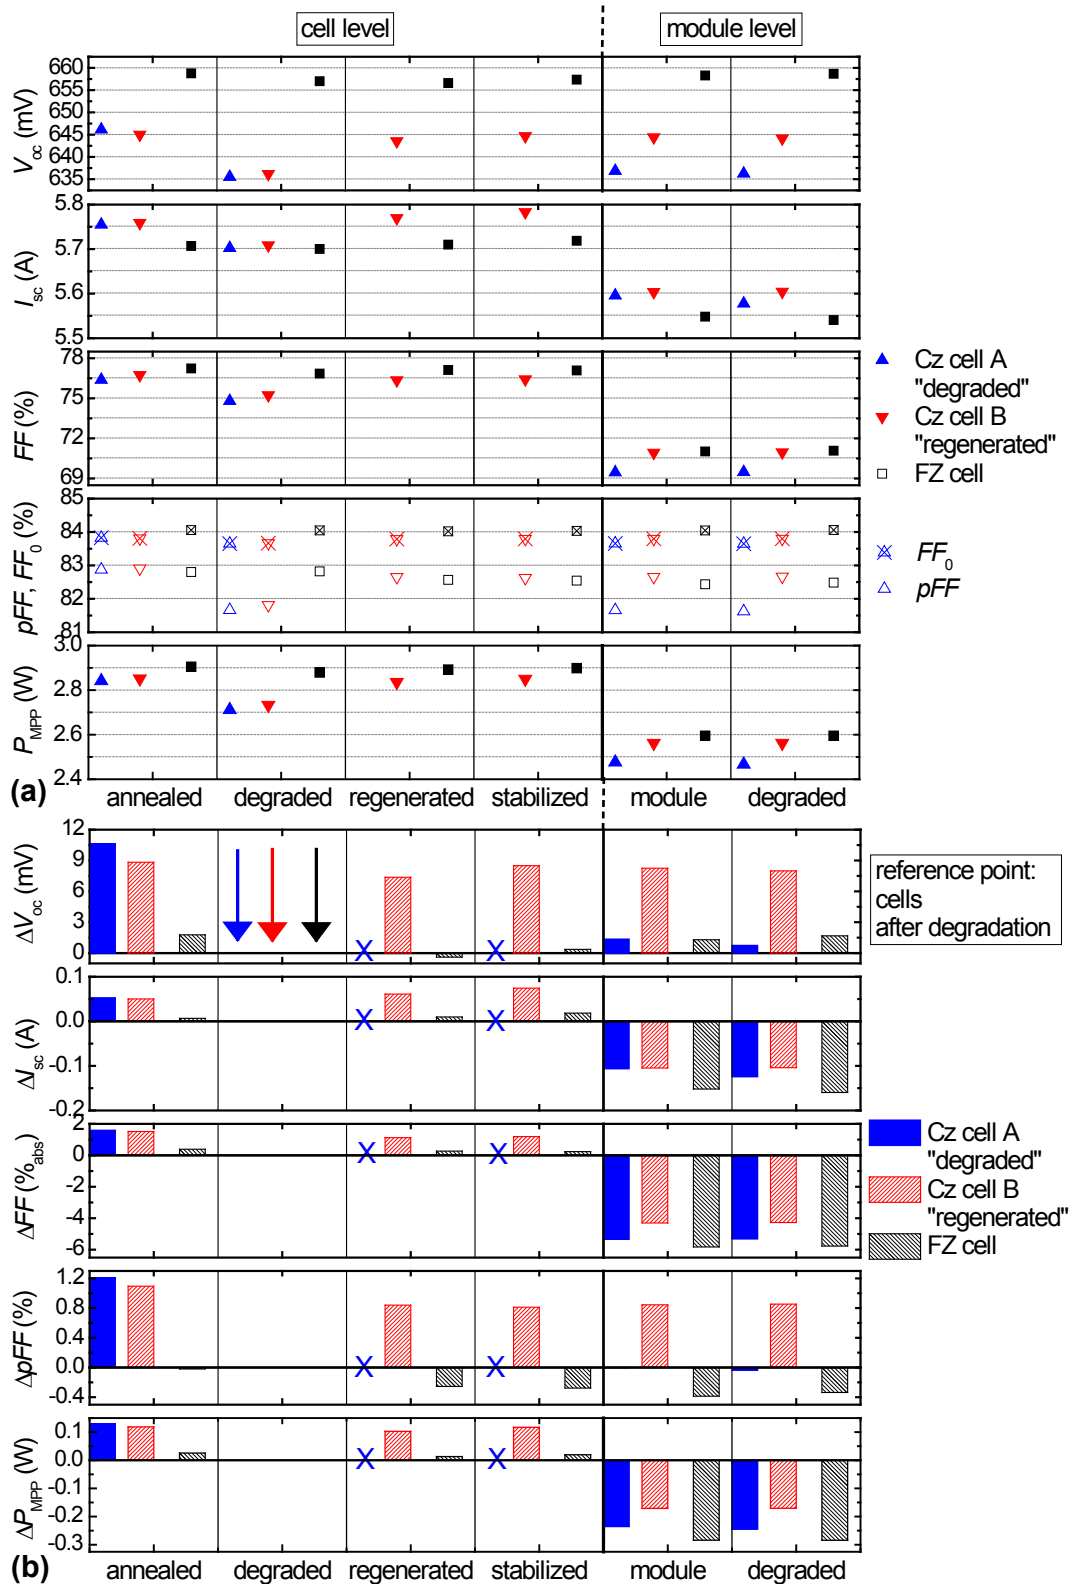 cell level
module level
660
655
650
645
640
635
V_oc (mV)
5.8
5.7
5.6
5.5
I_sc (A)
78
75
72
69
FF (%)
Cz cell A
"degraded"
Cz cell B
"regenerated"
FZ cell
85
84
83
82
81
pFF, FF_0 (%)
FF_0
pFF
3.0
2.8
2.6
2.4
P_MPP (W)
(a)
annealed degraded regenerated stabilized module degraded
12
9
6
3
0
ΔV_oc (mV)
X X
reference point:
cells
after degradation
0.1
0.0
-0.1
-0.2
ΔI_sc (A)
X X
2
0
-2
-4
-6
ΔFF (%_abs)
X X
Cz cell A
"degraded"
Cz cell B
"regenerated"
FZ cell
1.2
0.8
0.4
0.0
-0.4
ΔpFF (%)
X X
0.1
0.0
-0.1
-0.2
-0.3
ΔP_MPP (W)
X X
(b)
annealed degraded regenerated stabilized module degraded